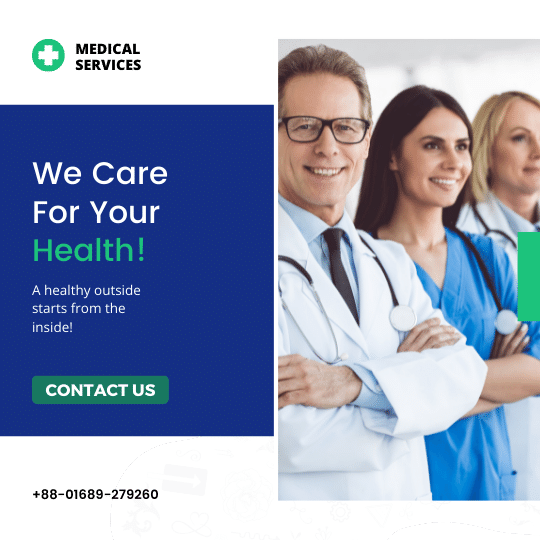 MEDICAL
SERVICES
We Care
For Your
Health!
A healthy outside
starts from the
inside!
CONTACT US
+88-01689-279260